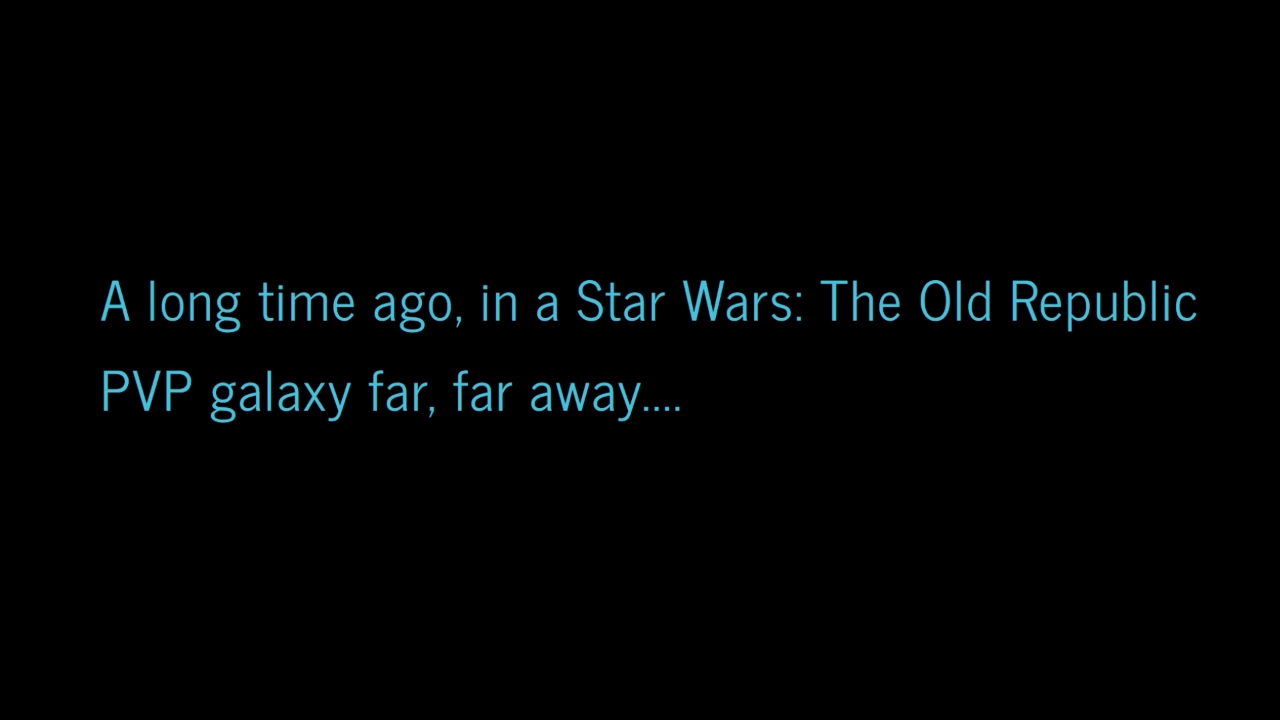 A long time ago, in a Star Wars: The Old Republic
PVP galaxy far, far away....